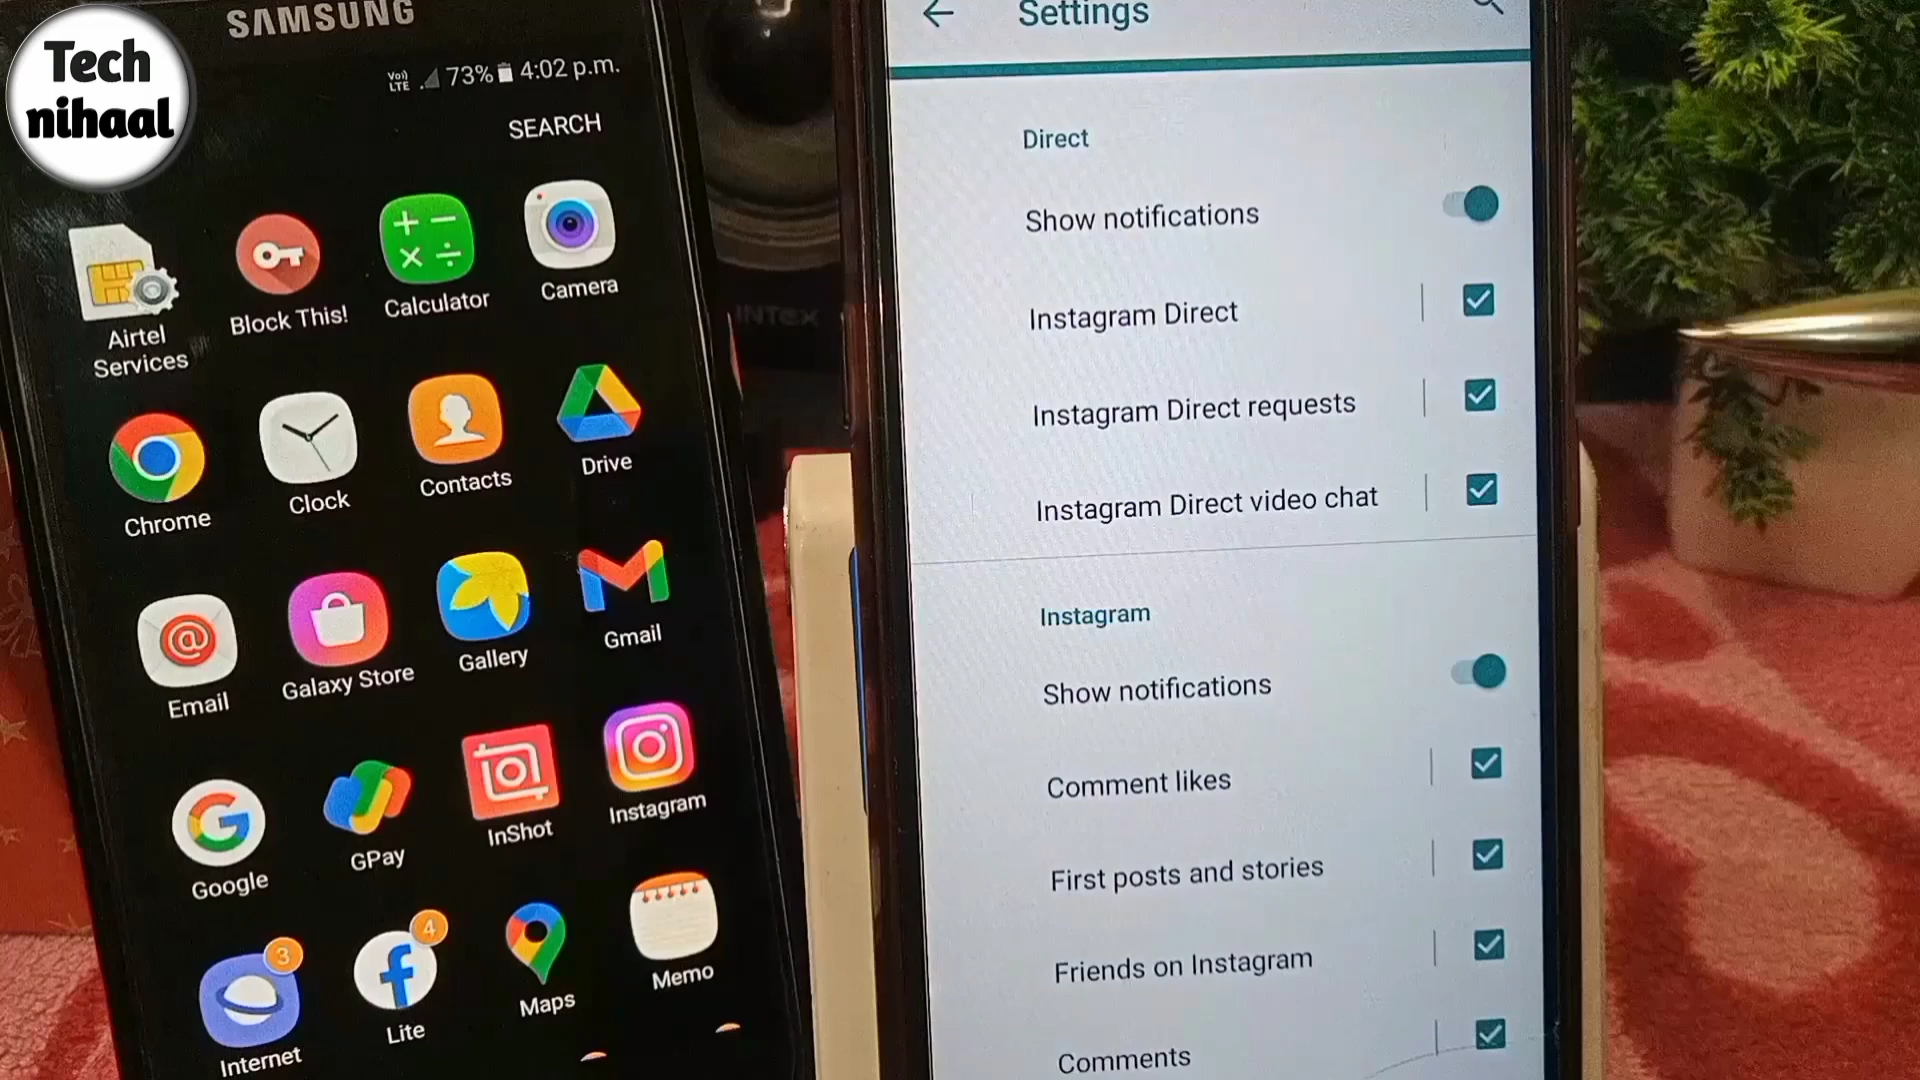 Tech
nihaal
SAMSUNG
Vo))
LTE
73% 4:02 p.m.
SEARCH
Airtel
Services
Block This!
Calculator
Camera
Chrome
Clock
Contacts
Drive
Email
Galaxy Store
Gallery
Gmail
Google
GPay
InShot
Instagram
3
Internet
4
Lite
Maps
Memo
INTEX
Settings
Direct
Show notifications
Instagram Direct
Instagram Direct requests
Instagram Direct video chat
Instagram
Show notifications
Comment likes
First posts and stories
Friends on Instagram
Comments